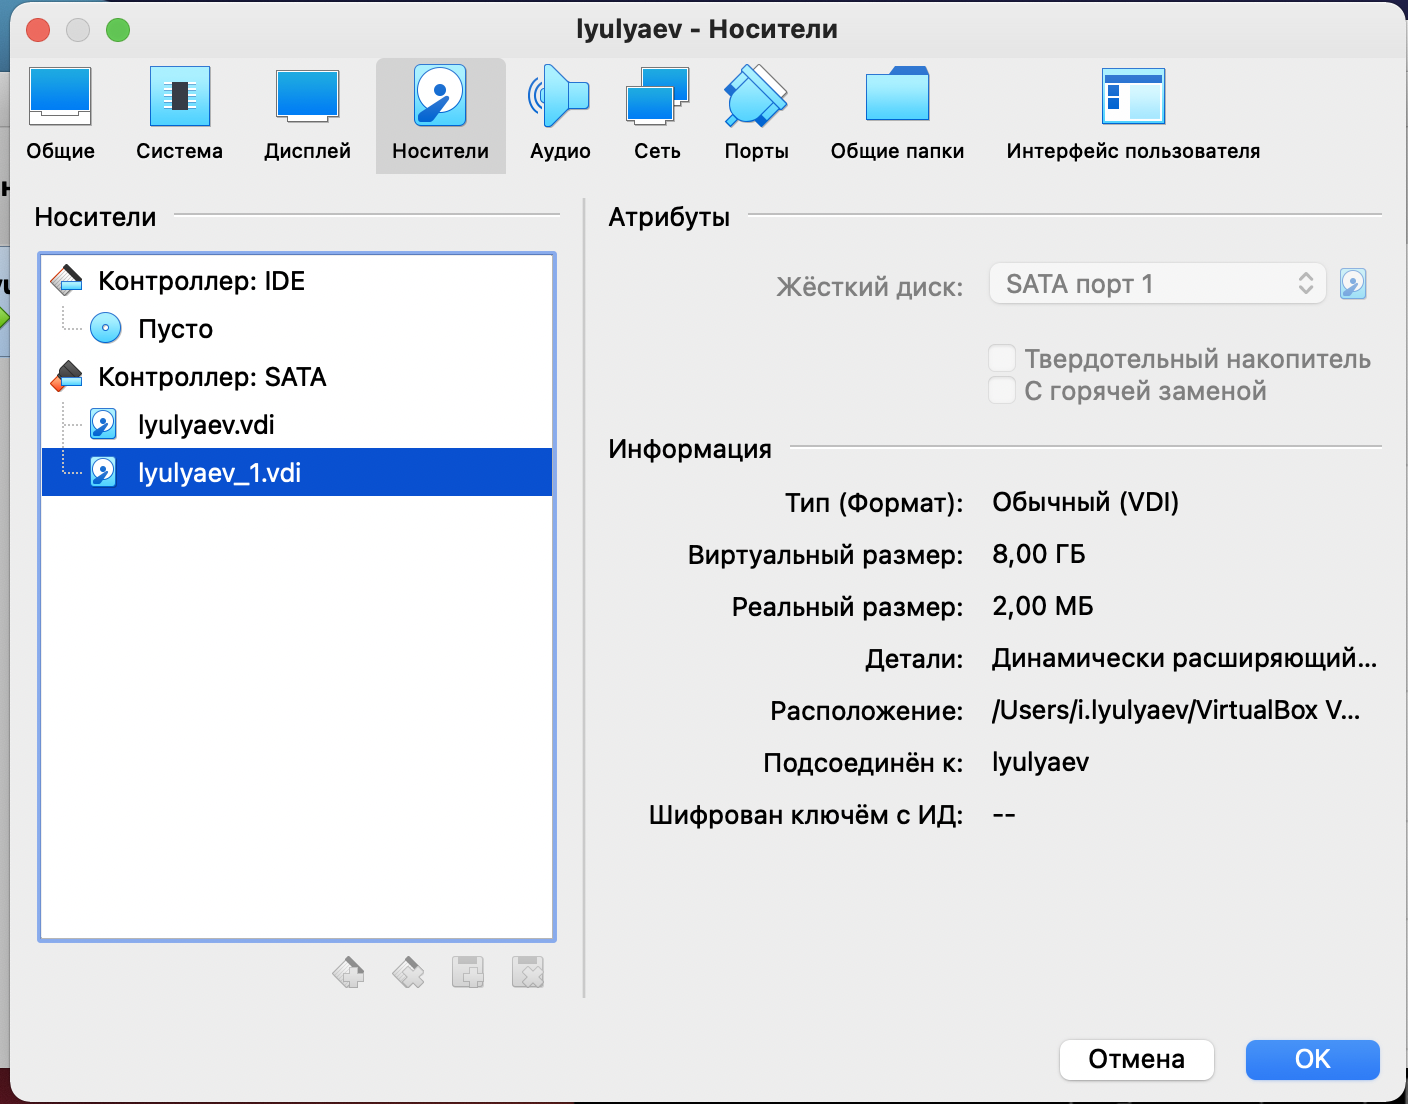 lyulyaev - Носители
Общие
Система
Дисплей
Носители
Аудио
Сеть
Порты
Общие папки
Интерфейс пользователя
Носители
Контроллер: IDE
Пусто
Контроллер: SATA
lyulyaev.vdi
lyulyaev_1.vdi
Атрибуты
Жёсткий диск: SATA порт 1
Твердотельный накопитель
С горячей заменой
Информация
Тип (Формат): Обычный (VDI)
Виртуальный размер: 8,00 ГБ
Реальный размер: 2,00 МБ
Детали: Динамически расширяющий...
Расположение: /Users/i.lyulyaev/VirtualBox V...
Подсоединён к: lyulyaev
Шифрован ключём с ИД: --
Отмена
OK